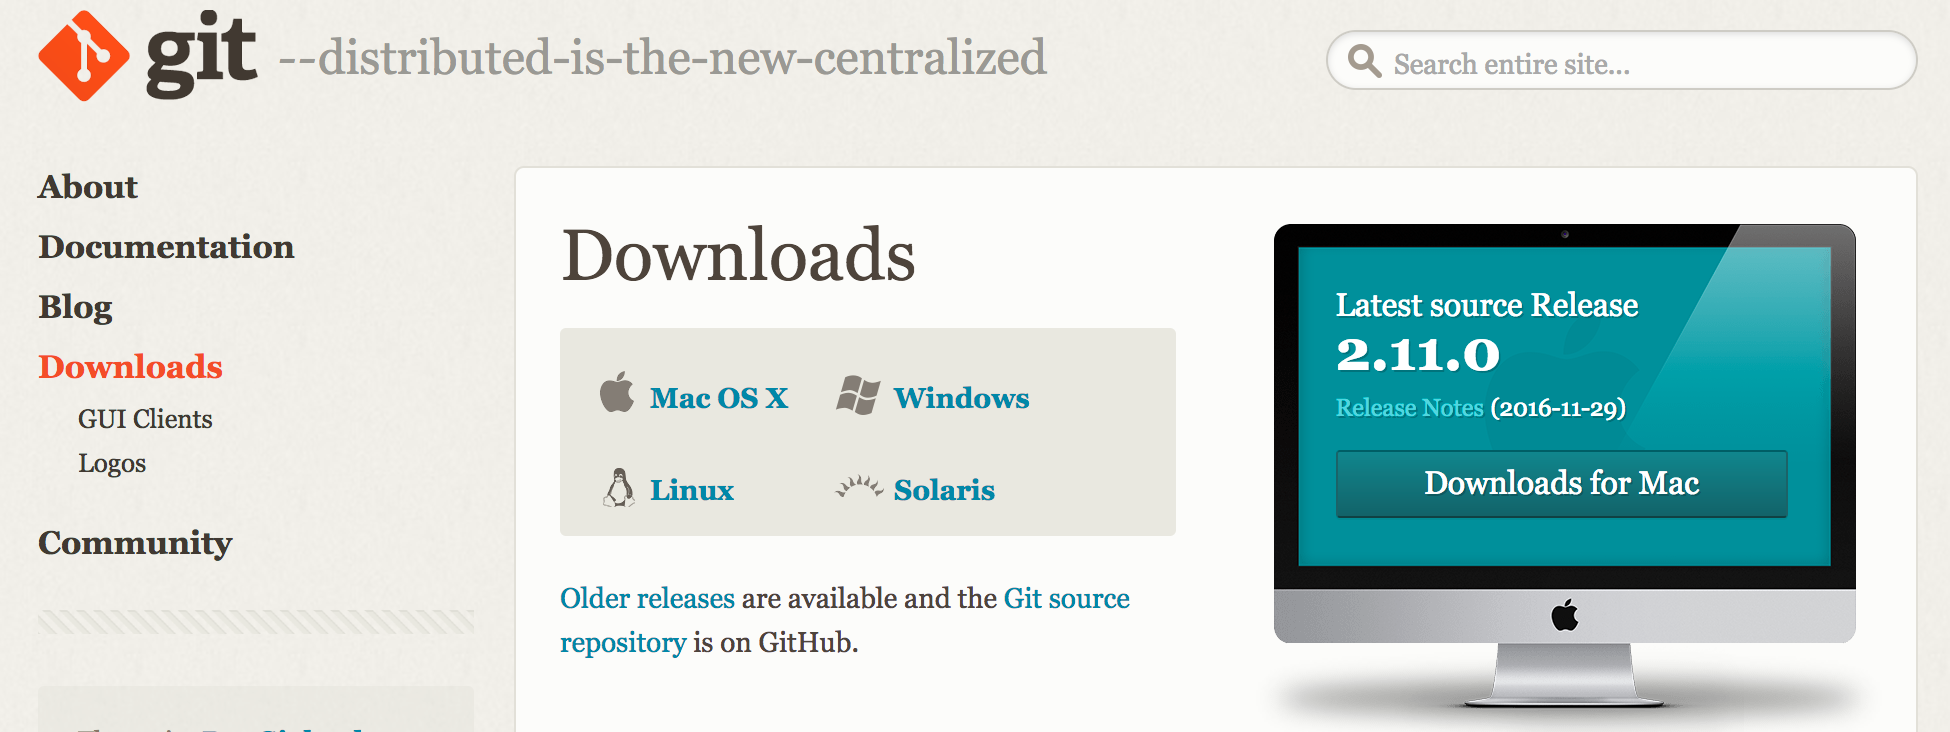 git --distributed-is-the-new-centralized
Search entire site...
About
Documentation
Blog
Downloads
GUI Clients
Logos
Community
Downloads
Mac OS X
Windows
Linux
Solaris
Older releases are available and the Git source
repository is on GitHub.
Latest source Release
2.11.0
Release Notes (2016-11-29)
Downloads for Mac